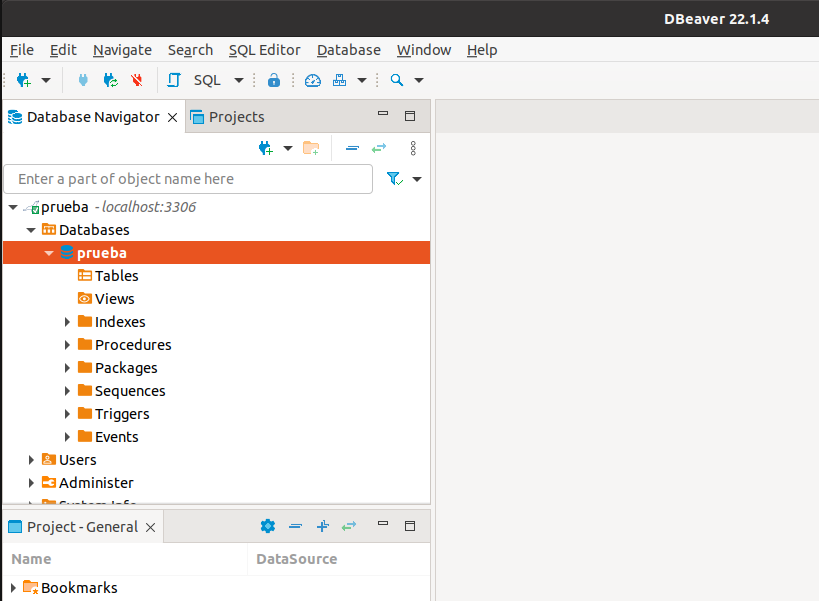 DBeaver 22.1.4
File Edit Navigate Search SQL Editor Database Window Help
SQL
Database Navigator Projects
Enter a part of object name here
prueba - localhost:3306
Databases
prueba
Tables
Views
Indexes
Procedures
Packages
Sequences
Triggers
Events
Users
Administer
System Info
Project - General
Name DataSource
Bookmarks